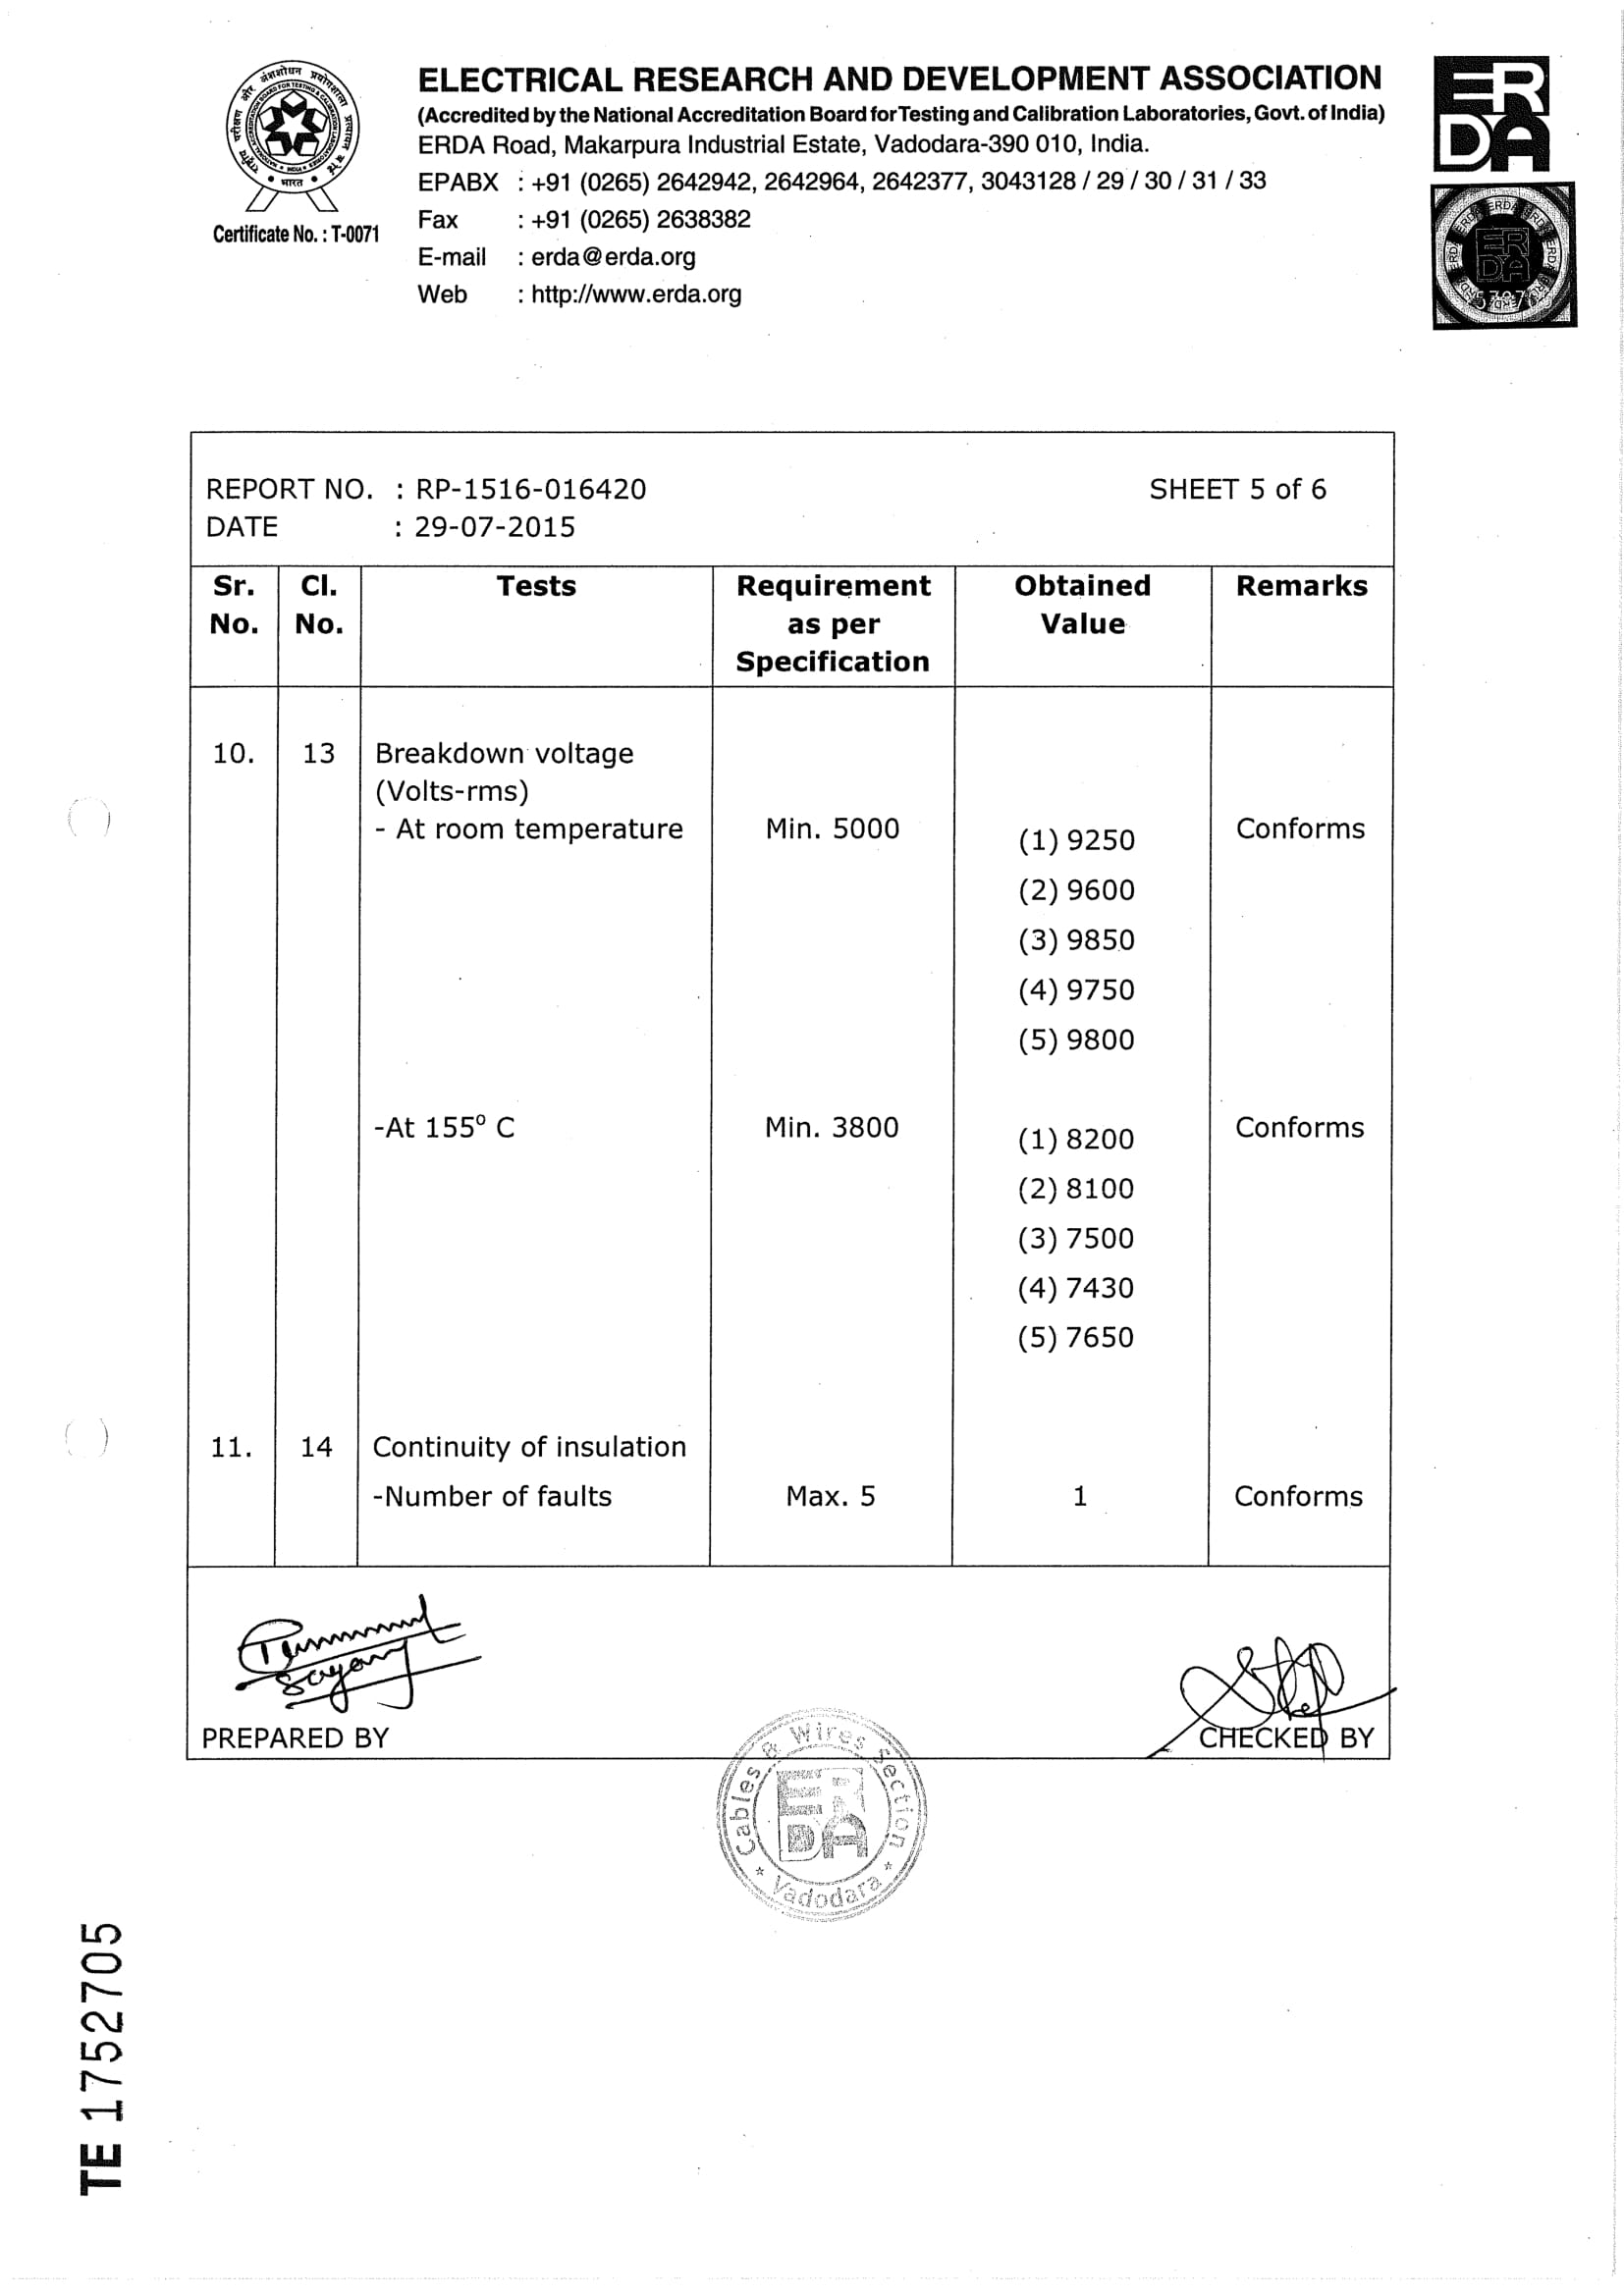 ELECTRICAL RESEARCH AND DEVELOPMENT ASSOCIATION
(Accredited by the National Accreditation Board for Testing and Calibration Laboratories, Govt. of India)
ERDA Road, Makarpura Industrial Estate, Vadodara-390 010, India.
EPABX : +91 (0265) 2642942, 2642964, 2642377, 3043128 / 29 / 30 / 31 / 33
Fax : +91 (0265) 2638382
E-mail : erda@erda.org
Web : http://www.erda.org
भारत
Certificate No. : T-0071
ERDA
ERDA
REPORT NO. : RP-1516-016420 SHEET 5 of 6
DATE : 29-07-2015
Sr. No. Cl. No. Tests Requirement as per Specification Obtained Value Remarks
10. 13 Breakdown voltage
(Volts-rms)
- At room temperature Min. 5000 (1) 9250 Conforms
(2) 9600
(3) 9850
(4) 9750
(5) 9800
-At 155⁰ C Min. 3800 (1) 8200 Conforms
(2) 8100
(3) 7500
(4) 7430
(5) 7650
11. 14 Continuity of insulation
-Number of faults Max. 5 1 Conforms
PREPARED BY CHECKED BY
Cables & Wires Section
ERDA
* Vadodara *
TE 1752705